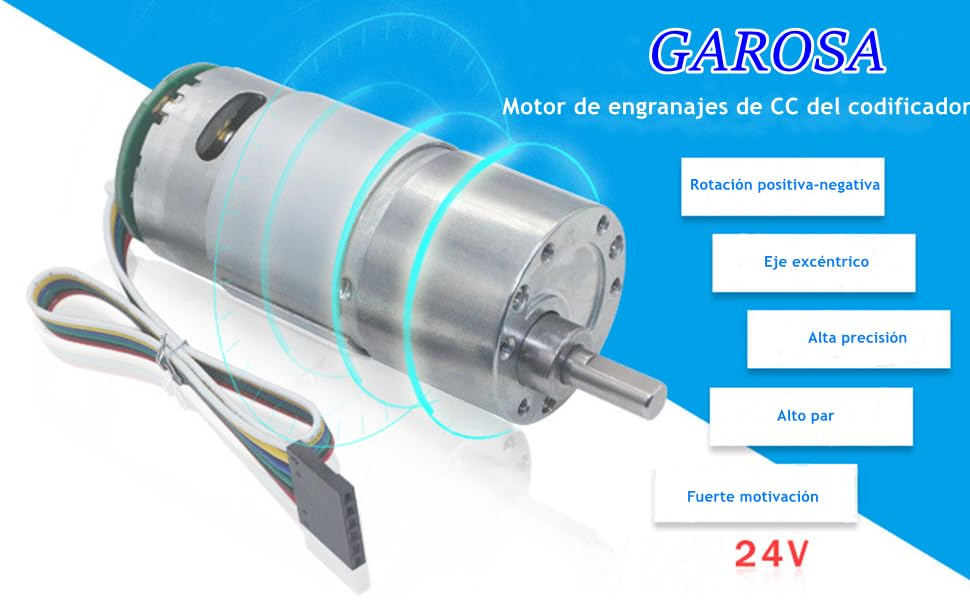 GAROSA
Motor de engranajes de CC del codificador
Rotación positiva-negativa
Eje excéntrico
Alta precisión
Alto par
Fuerte motivación
24V